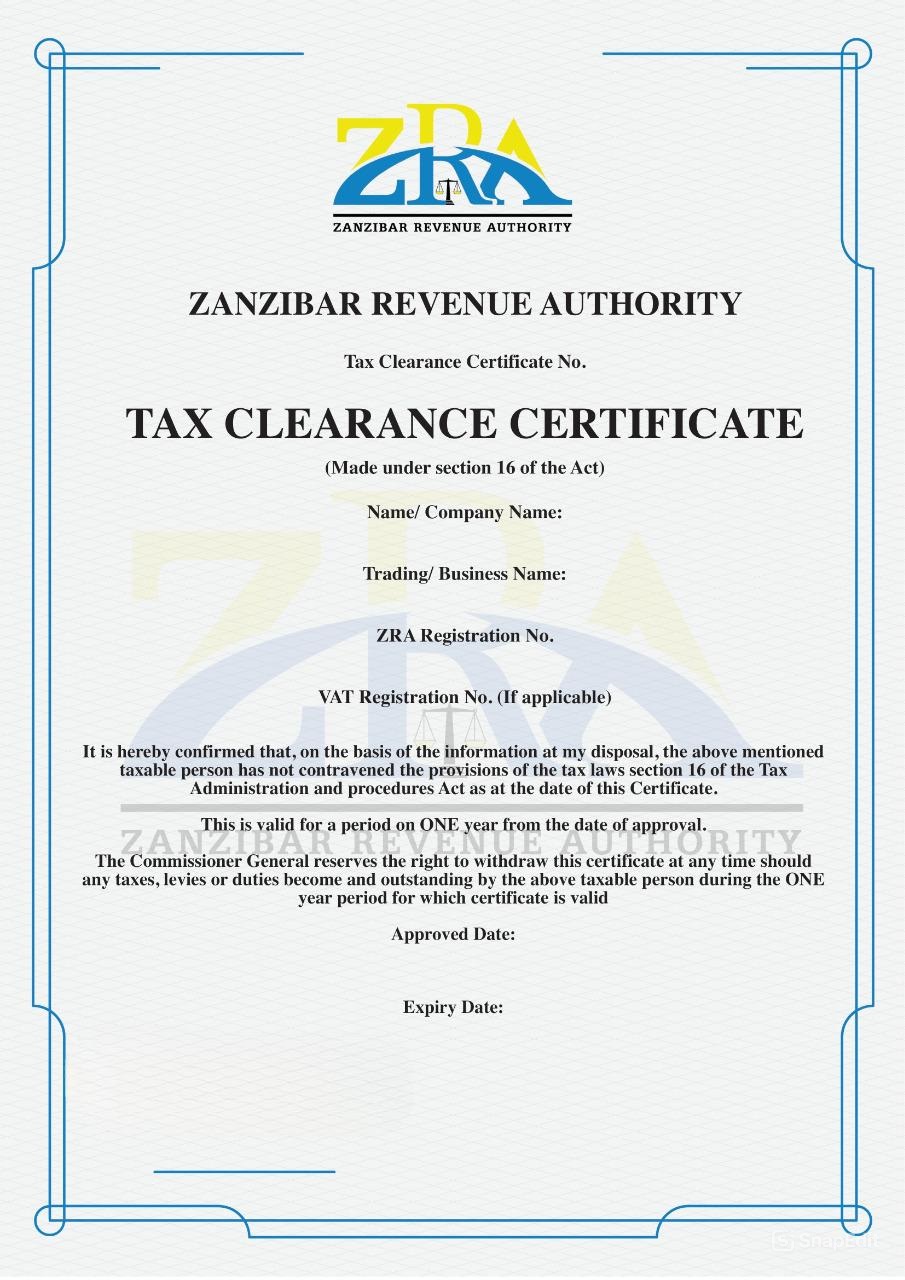 ZRA
ZANZIBAR REVENUE AUTHORITY
ZANZIBAR REVENUE AUTHORITY
Tax Clearance Certificate No.
TAX CLEARANCE CERTIFICATE
(Made under section 16 of the Act)
Name/ Company Name:
Trading/ Business Name:
ZRA Registration No.
VAT Registration No. (If applicable)
ZRA
It is hereby confirmed that, on the basis of the information at my disposal, the above mentioned
taxable person has not contravened the provisions of the tax laws section 16 of the Tax
Administration and procedures Act as at the date of this Certificate.
This is valid for a period on ONE year from the date of approval.
ZANZIBAR REVENUE AUTHORITY
The Commissioner General reserves the right to withdraw this certificate at any time should
any taxes, levies or duties become and outstanding by the above taxable person during the ONE
year period for which certificate is valid
Approved Date:
Expiry Date:
SnapEdit